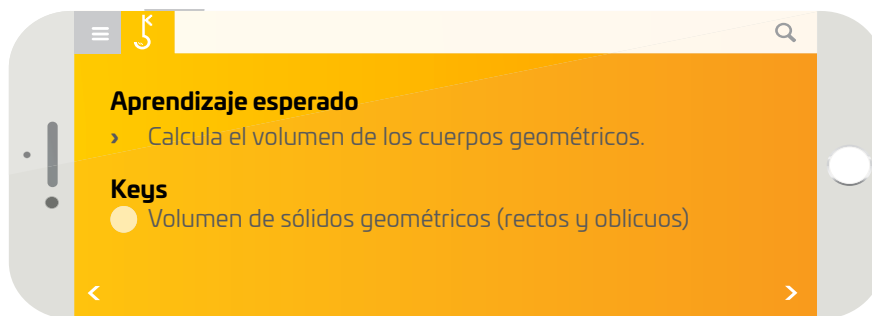 Aprendizaje esperado
› Calcula el volumen de los cuerpos geométricos.
Keys
Volumen de sólidos geométricos (rectos y oblicuos)